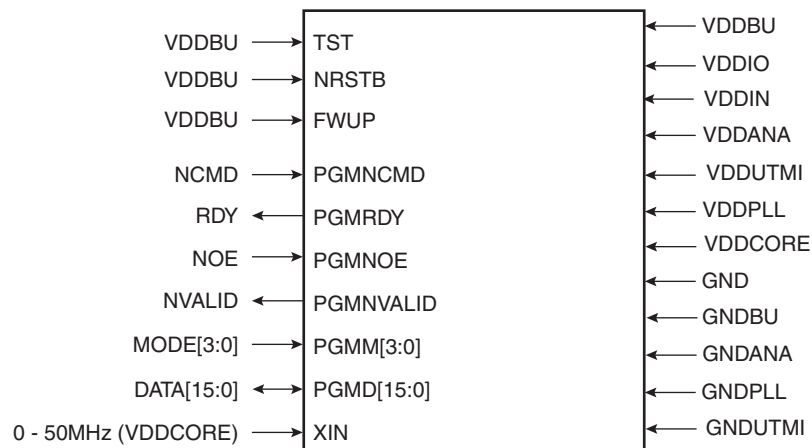 VDDBU TST VDDBU
VDDBU NRSTB VDDIO
VDDBU FWUP VDDIN
VDDANA
NCMD PGMNCMD VDDUTMI
RDY PGMRDY VDDPLL
NOE PGMNOE VDDCORE
GND
NVALID PGMNVALID GNDBU
MODE[3:0] PGMM[3:0] GNDANA
DATA[15:0] PGMD[15:0] GNDPLL
0 - 50MHz (VDDCORE) XIN GNDUTMI